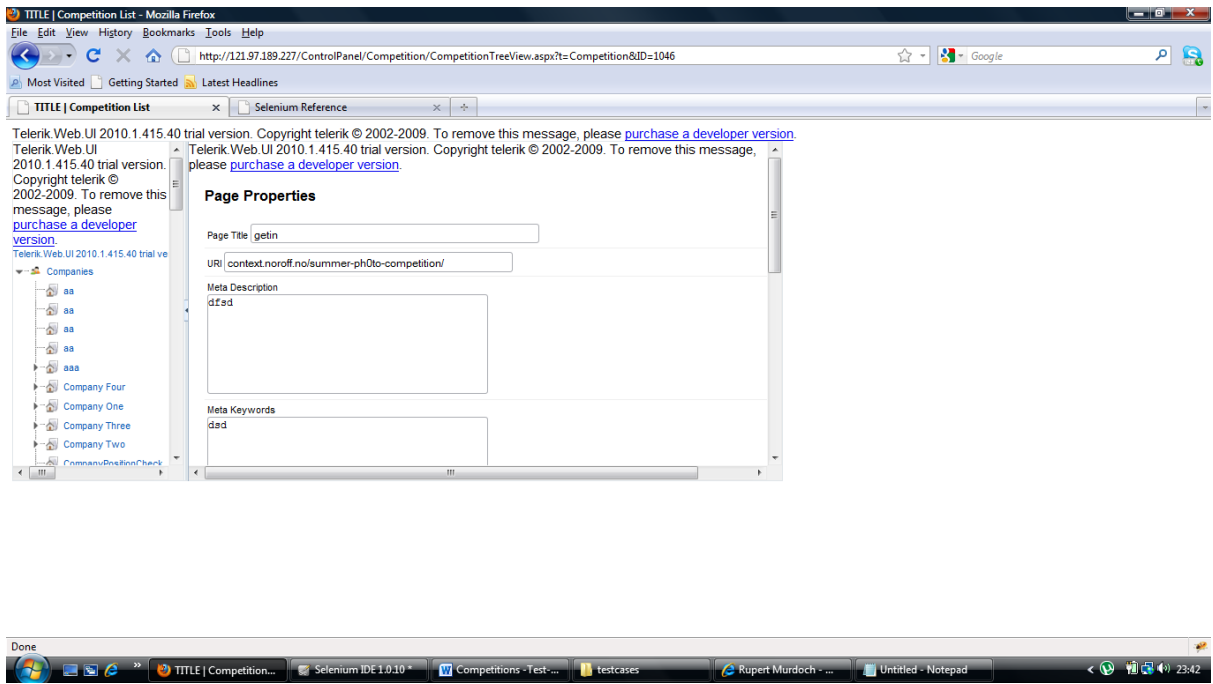 TITLE | Competition List - Mozilla Firefox
File Edit View History Bookmarks Tools Help
http://121.97.189.227/ControlPanel/Competition/CompetitionTreeView.aspx?t=Competition&ID=1046
Google
Most Visited Getting Started Latest Headlines
TITLE | Competition List
Selenium Reference
Telerik.Web.UI 2010.1.415.40 trial version. Copyright telerik © 2002-2009. To remove this message, please purchase a developer version.
Telerik.Web.UI
2010.1.415.40 trial version.
Copyright telerik ©
2002-2009. To remove this
message, please
purchase a developer
version.
Telerik.Web.UI 2010.1.415.40 trial ve
Companies
aa
aa
aa
aa
aaa
Company Four
Company One
Company Three
Company Two
CompanyPositionCheck
Telerik.Web.UI 2010.1.415.40 trial version. Copyright telerik © 2002-2009. To remove this message,
please purchase a developer version.
Page Properties
Page Title getin
URI context.noroff.no/summer-ph0to-competition/
Meta Description
dfsd
Meta Keywords
dsd
Done
TITLE | Competition...
Selenium IDE 1.0.10 *
Competitions -Test-...
testcases
Rupert Murdoch - ...
Untitled - Notepad
23:42